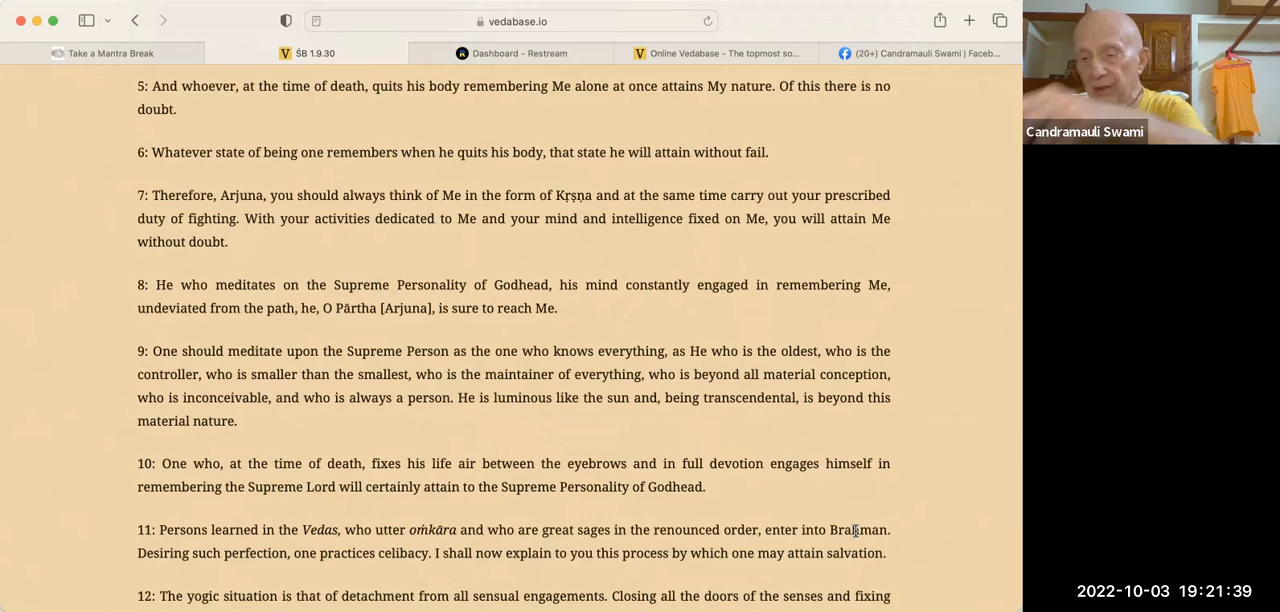 vedabase.io
Take a Mantra Break
ŚB 1.9.30
Dashboard - Restream
Online Vedabase - The topmost so...
(20+) Candramauli Swami | Faceb...
5: And whoever, at the time of death, quits his body remembering Me alone at once attains My nature. Of this there is no
doubt.
6: Whatever state of being one remembers when he quits his body, that state he will attain without fail.
7: Therefore, Arjuna, you should always think of Me in the form of Kṛṣṇa and at the same time carry out your prescribed
duty of fighting. With your activities dedicated to Me and your mind and intelligence fixed on Me, you will attain Me
without doubt.
8: He who meditates on the Supreme Personality of Godhead, his mind constantly engaged in remembering Me,
undeviated from the path, he, O Pārtha [Arjuna], is sure to reach Me.
9: One should meditate upon the Supreme Person as the one who knows everything, as He who is the oldest, who is the
controller, who is smaller than the smallest, who is the maintainer of everything, who is beyond all material conception,
who is inconceivable, and who is always a person. He is luminous like the sun and, being transcendental, is beyond this
material nature.
10: One who, at the time of death, fixes his life air between the eyebrows and in full devotion engages himself in
remembering the Supreme Lord will certainly attain to the Supreme Personality of Godhead.
11: Persons learned in the Vedas, who utter oṁkāra and who are great sages in the renounced order, enter into Brahman.
Desiring such perfection, one practices celibacy. I shall now explain to you this process by which one may attain salvation.
12: The yogic situation is that of detachment from all sensual engagements. Closing all the doors of the senses and fixing
Candramauli Swami
2022-10-03 19:21:39